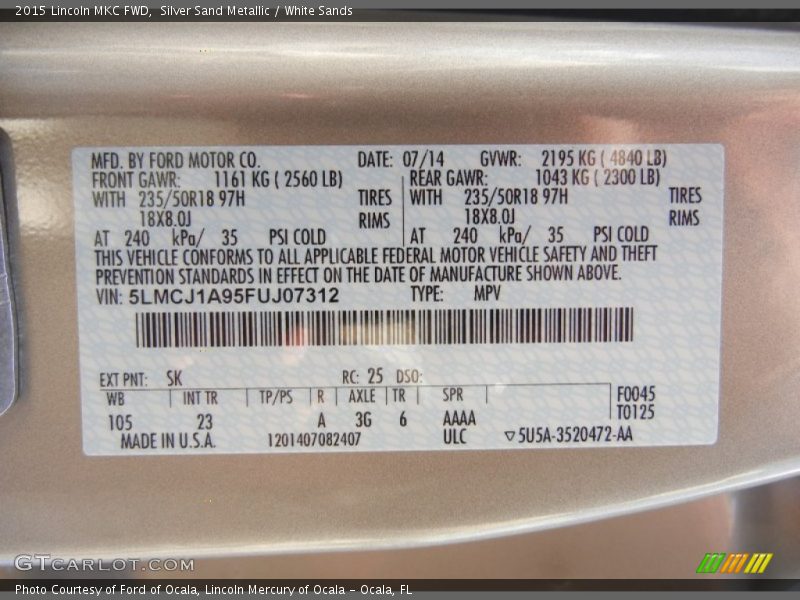 2015 Lincoln MKC FWD,  Silver Sand Metallic / White Sands
MFD. BY FORD MOTOR CO. DATE: 07/14 GVWR: 2195 KG ( 4840 LB)
FRONT GAWR: 1161 KG ( 2560 LB) REAR GAWR: 1043 KG ( 2300 LB)
WITH 235/50R18 97H TIRES WITH 235/50R18 97H TIRES
18X8.0J RIMS 18X8.0J RIMS
AT 240 kPa/ 35 PSI COLD AT 240 kPa/ 35 PSI COLD
THIS VEHICLE CONFORMS TO ALL APPLICABLE FEDERAL MOTOR VEHICLE SAFETY AND THEFT
PREVENTION STANDARDS IN EFFECT ON THE DATE OF MANUFACTURE SHOWN ABOVE.
VIN: 5LMCJ1A95FUJ07312 TYPE: MPV
EXT PNT: SK RC: 25 DSO:
WB INT TR TP/PS R AXLE TR SPR F0045
105 23 A 3G 6 AAAA T0125
MADE IN U.S.A. 1201407082407 ULC ▽5U5A-3520472-AA
GTCARLOT.COM
Photo Courtesy of Ford of Ocala, Lincoln Mercury of Ocala – Ocala, FL